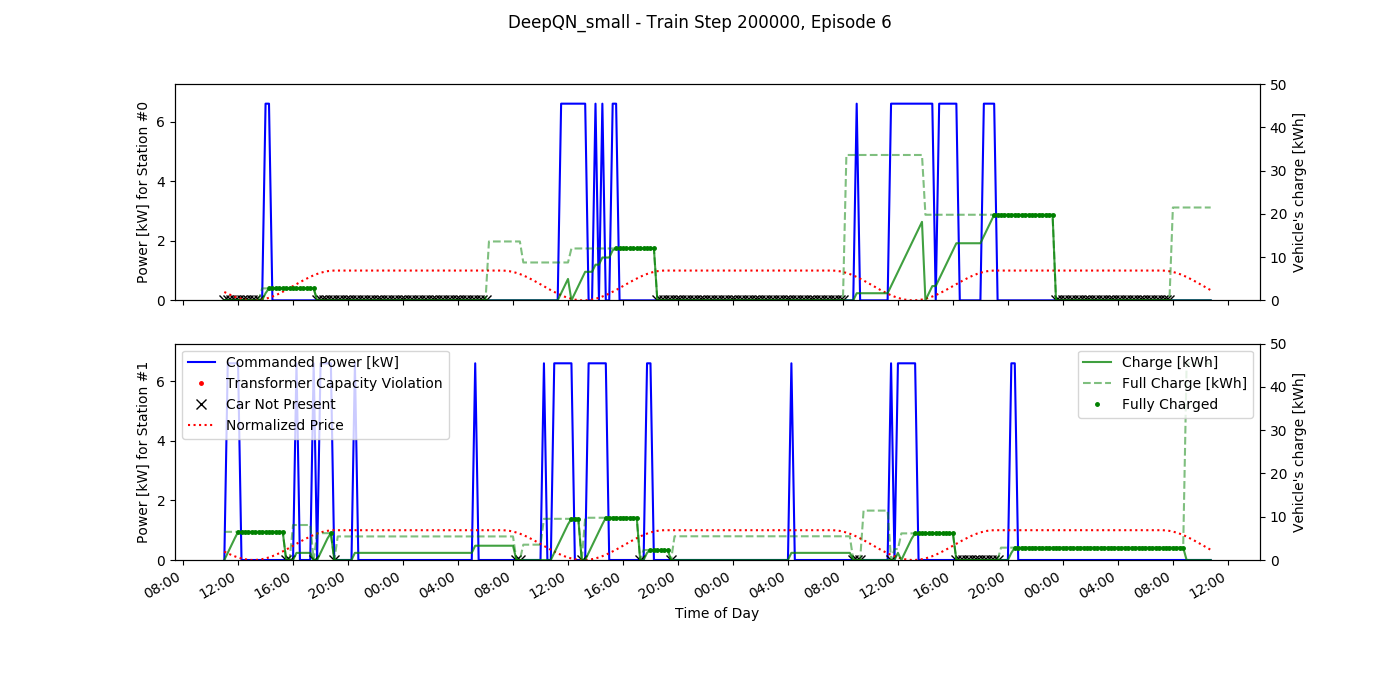 DeepQN_small - Train Step 200000, Episode 6
Power [kW] for Station #0
6
4
2
0
50
40
30
20
10
0
Vehicle's charge [kWh]
Power [kW] for Station #1
6
4
2
0
Commanded Power [kW]
Transformer Capacity Violation
Car Not Present
Normalized Price
Charge [kWh]
Full Charge [kWh]
Fully Charged
50
40
30
20
10
0
Vehicle's charge [kWh]
08:00 12:00 16:00 20:00 00:00 04:00 08:00 12:00 16:00 20:00 00:00 04:00 08:00 12:00 16:00 20:00 00:00 04:00 08:00 12:00
Time of Day